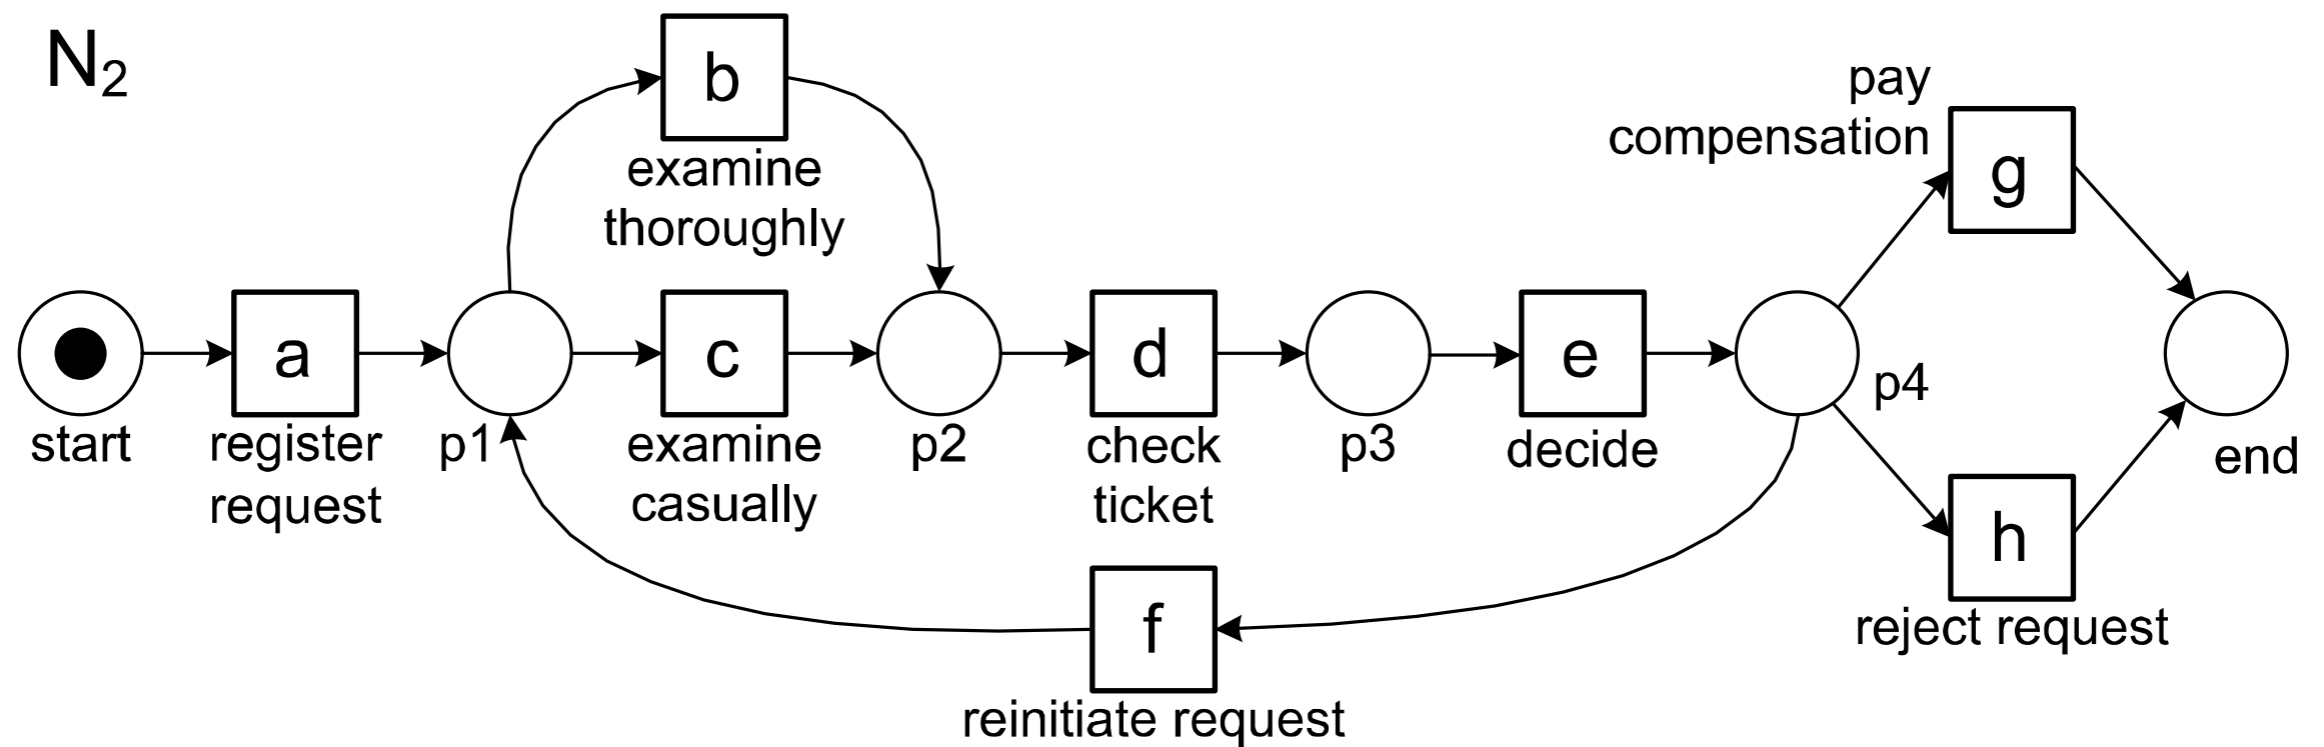 N2
b
examine
thoroughly
pay
compensation
g
a
c
d
e
start
register
request
p1
examine
casually
p2
check
ticket
p3
decide
p4
end
h
reject request
f
reinitiate request